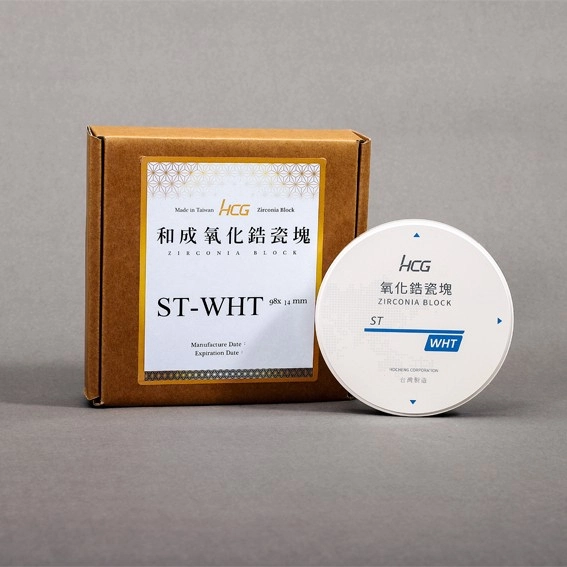 Made in Taiwan HCG Zirconia Block
和成氧化鋯瓷塊
ZIRCONIA BLOCK
ST-WHT 98x 14 mm
Manufacture Date：
Expiration Date：
HCG
氧化鋯瓷塊
ZIRCONIA BLOCK
ST
WHT
HOCHENG CORPORATION
台灣製造